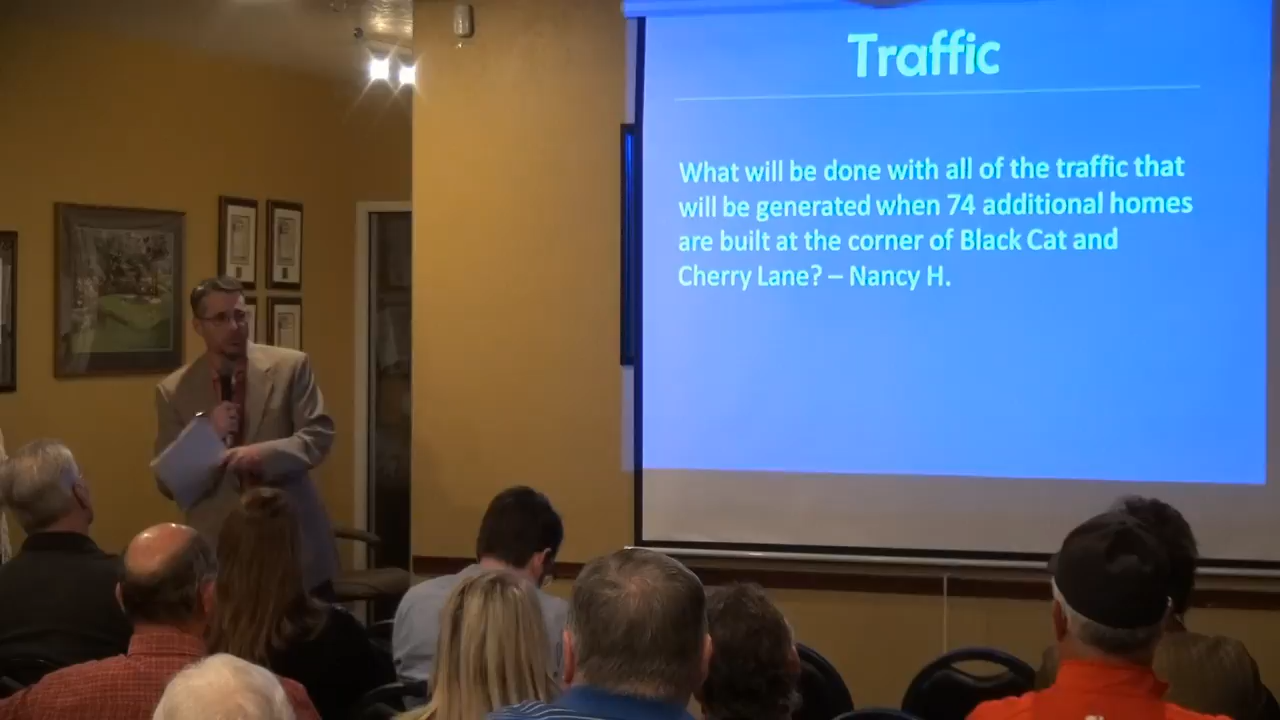 Traffic
What will be done with all of the traffic that
will be generated when 74 additional homes
are built at the corner of Black Cat and
Cherry Lane? – Nancy H.